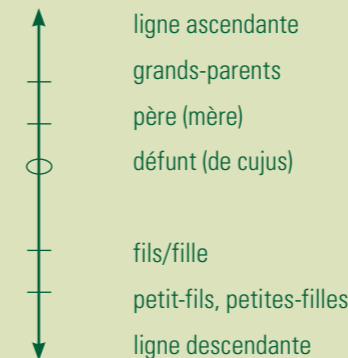 ligne ascendante
grands-parents
père (mère)
défunt (de cujus)
fils/fille
petit-fils, petites-filles
ligne descendante